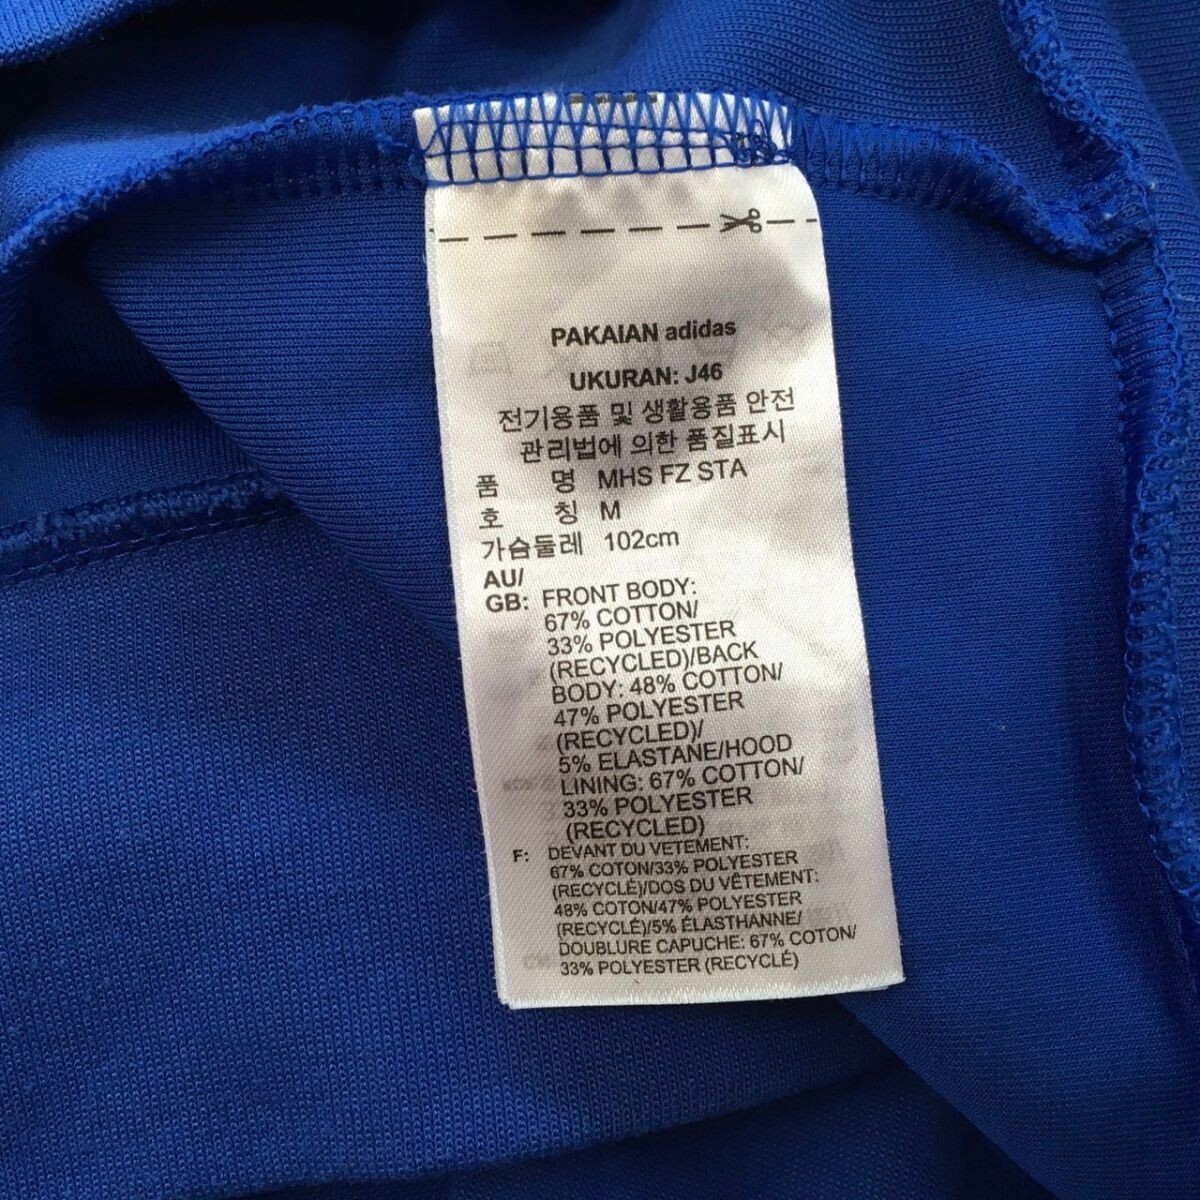 PAKAIAN adidas
UKURAN: J46
전기용품 및 생활용품 안전
관리법에 의한 품질표시
품 명 MHS FZ STA
호 칭 M
가슴둘레 102cm
AU/
GB: FRONT BODY:
67% COTTON/
33% POLYESTER
(RECYCLED)/BACK
BODY: 48% COTTON/
47% POLYESTER
(RECYCLED)/
5% ELASTANE/HOOD
LINING: 67% COTTON/
33% POLYESTER
(RECYCLED)
F: DEVANT DU VETEMENT:
67% COTON/33% POLYESTER
(RECYCLÉ)/DOS DU VÊTEMENT:
48% COTON/47% POLYESTER
(RECYCLÉ)/5% ÉLASTHANNE/
DOUBLURE CAPUCHE: 67% COTON/
33% POLYESTER (RECYCLÉ)